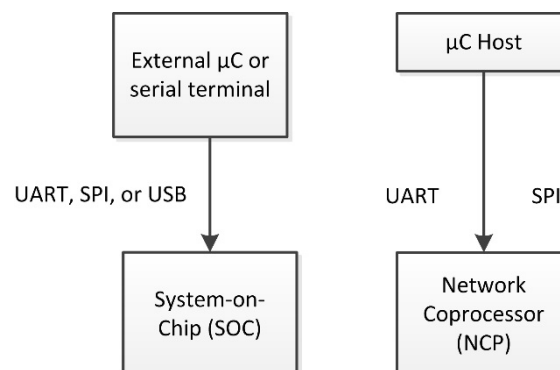 External µC or
serial terminal
µC Host
UART, SPI, or USB
UART
SPI
System-on-
Chip (SOC)
Network
Coprocessor
(NCP)